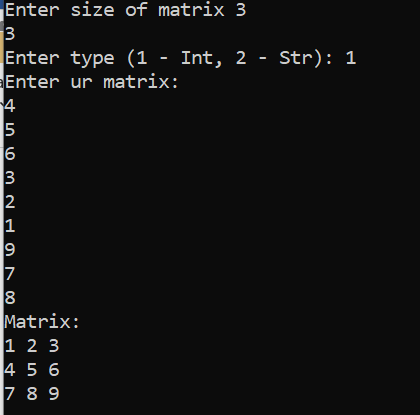 Enter size of matrix 3
3
Enter type (1 - Int, 2 - Str): 1
Enter ur matrix:
4
5
6
3
2
1
9
7
8
Matrix:
1 2 3
4 5 6
7 8 9